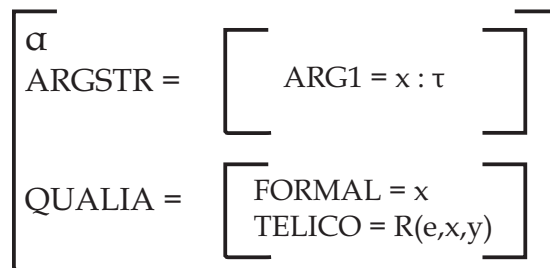 α
ARGSTR = ARG1 = x : τ
QUALIA = FORMAL = x
TELICO = R(e,x,y)